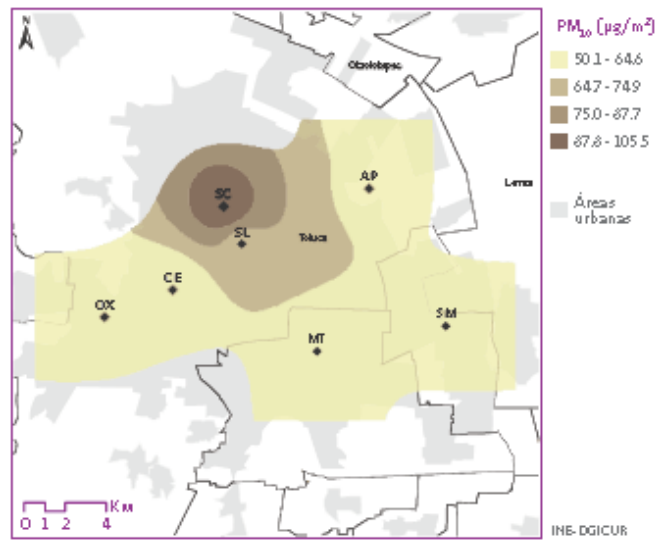 N
PM₁₀ (µg/m³)
50.1 - 64.6
64.7 - 74.9
75.0 - 87.7
87.8 - 105.5
Áreas
urbanas
Otzolotepec
Lerma
AP
SC
SL
Toluca
CE
OX
SM
MT
Km
0 1 2 4
INE-DGICUR